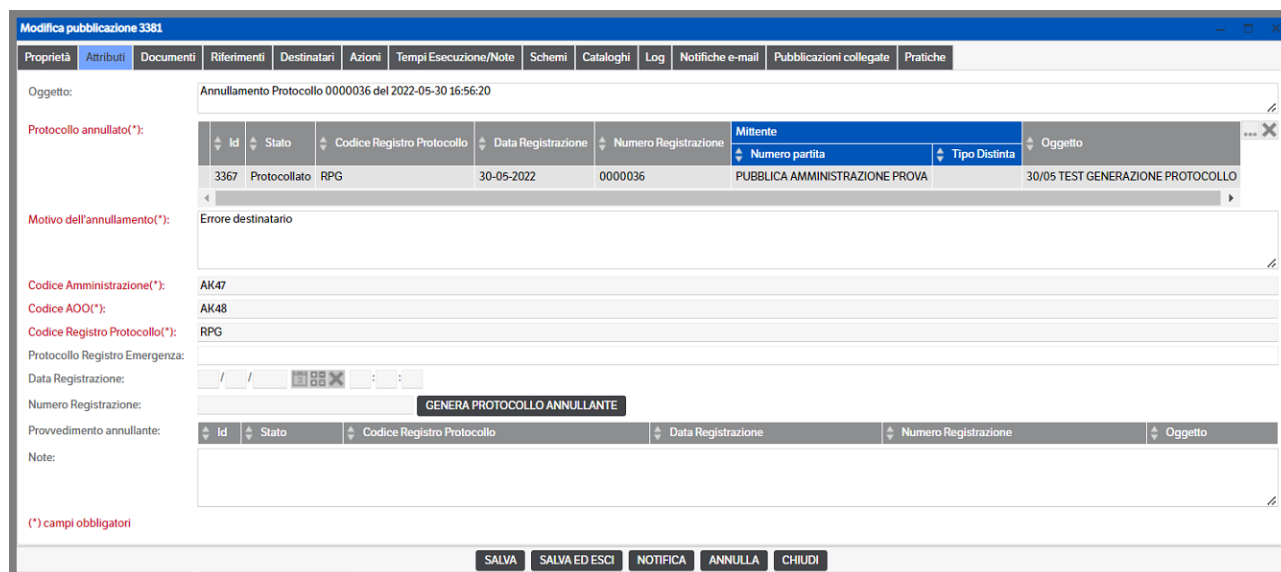 Modifica pubblicazione 3381
Proprietà Attributi Documenti Riferimenti Destinatari Azioni Tempi Esecuzione/Note Schemi Cataloghi Log Notifiche e-mail Pubblicazioni collegate Pratiche
Oggetto: Annullamento Protocollo 0000036 del 2022-05-30 16:56:20
Protocollo annullato(*):
Mittente
Id Stato Codice Registro Protocollo Data Registrazione Numero Registrazione Numero partita Tipo Distinta Oggetto
3367 Protocollato RPG 30-05-2022 0000036 PUBBLICA AMMINISTRAZIONE PROVA 30/05 TEST GENERAZIONE PROTOCOLLO
Motivo dell'annullamento(*): Errore destinatario
Codice Amministrazione(*): AK47
Codice AOO(*): AK48
Codice Registro Protocollo(*): RPG
Protocollo Registro Emergenza:
Data Registrazione: / / : :
Numero Registrazione: GENERA PROTOCOLLO ANNULLANTE
Provvedimento annullante: Id Stato Codice Registro Protocollo Data Registrazione Numero Registrazione Oggetto
Note:
(*) campi obbligatori
SALVA SALVA ED ESCI NOTIFICA ANNULLA CHIUDI